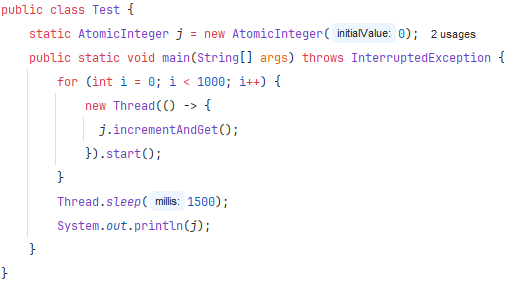 public class Test {
static AtomicInteger j = new AtomicInteger( initialValue: 0); 2 usages
public static void main(String[] args) throws InterruptedException {
for (int i = 0; i < 1000; i++) {
new Thread(() -> {
j.incrementAndGet();
}).start();
}
Thread.sleep( millis: 1500);
System.out.println(j);
}
}